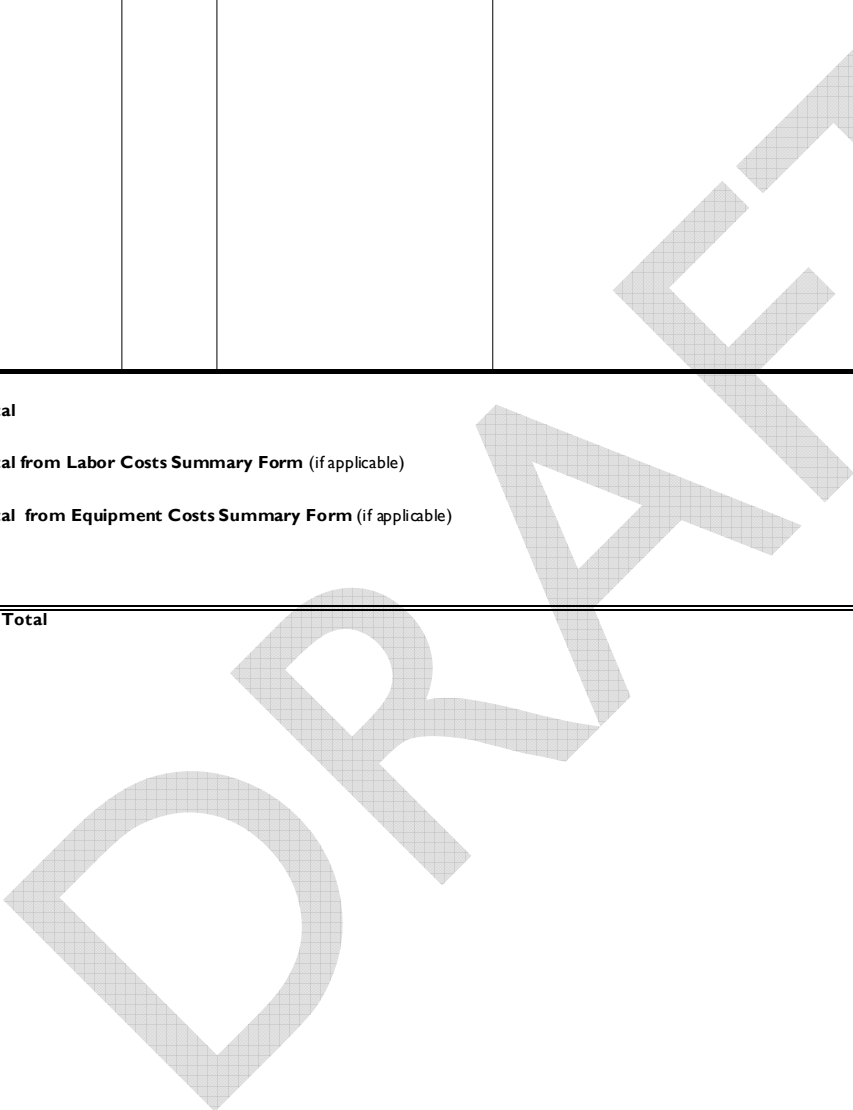 al
al from Labor Costs Summary Form (if applicable)
al from Equipment Costs Summary Form (if applicable)
Total
DRAFT